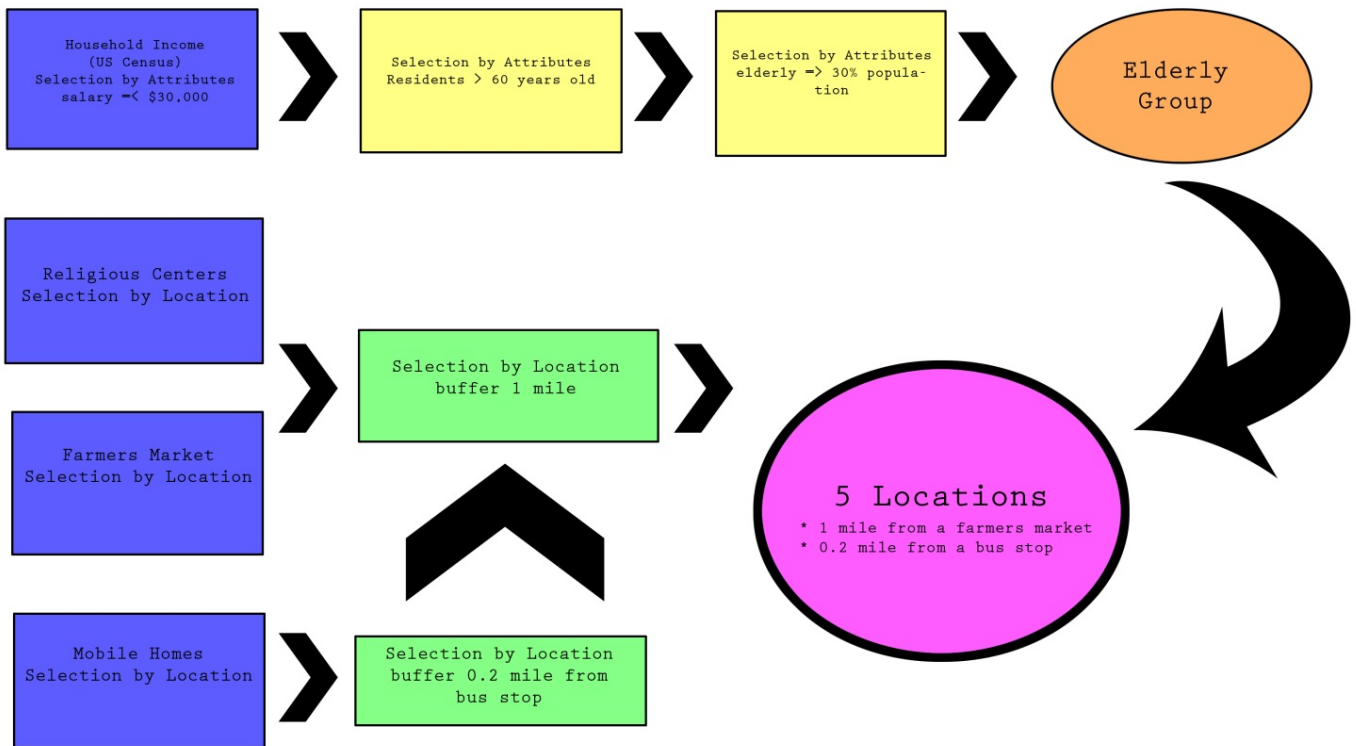 Household Income
(US Census)
Selection by Attributes
salary =< $30,000
Selection by Attributes
Residents > 60 years old
Selection by Attributes
elderly => 30% popula-
tion
Elderly
Group
Religious Centers
Selection by Location
Farmers Market
Selection by Location
Selection by Location
buffer 1 mile
5 Locations
* 1 mile from a farmers market
* 0.2 mile from a bus stop
Mobile Homes
Selection by Location
Selection by Location
buffer 0.2 mile from
bus stop